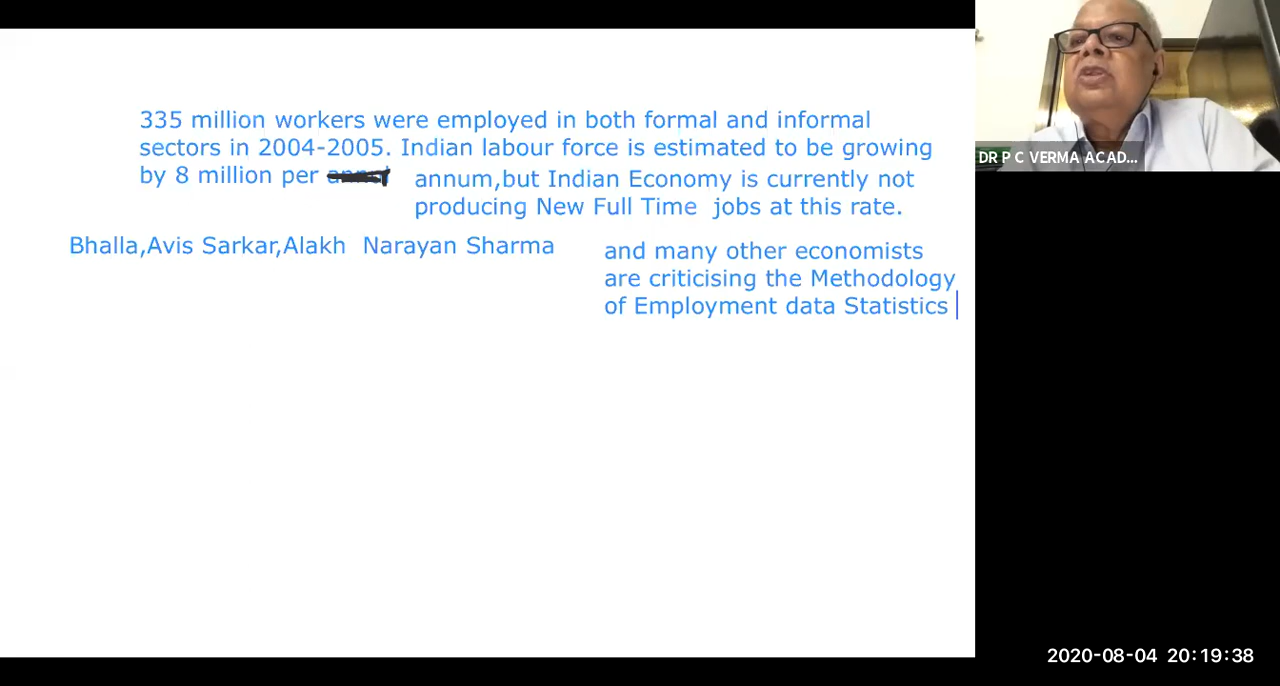 335 million workers were employed in both formal and informal
sectors in 2004-2005. Indian labour force is estimated to be growing
by 8 million per
annum,but Indian Economy is currently not
producing New Full Time jobs at this rate.
Bhalla,Avis Sarkar,Alakh Narayan Sharma
and many other economists
are criticising the Methodology
of Employment data Statistics
DR P C VERMA ACAD...
2020-08-04 20:19:38